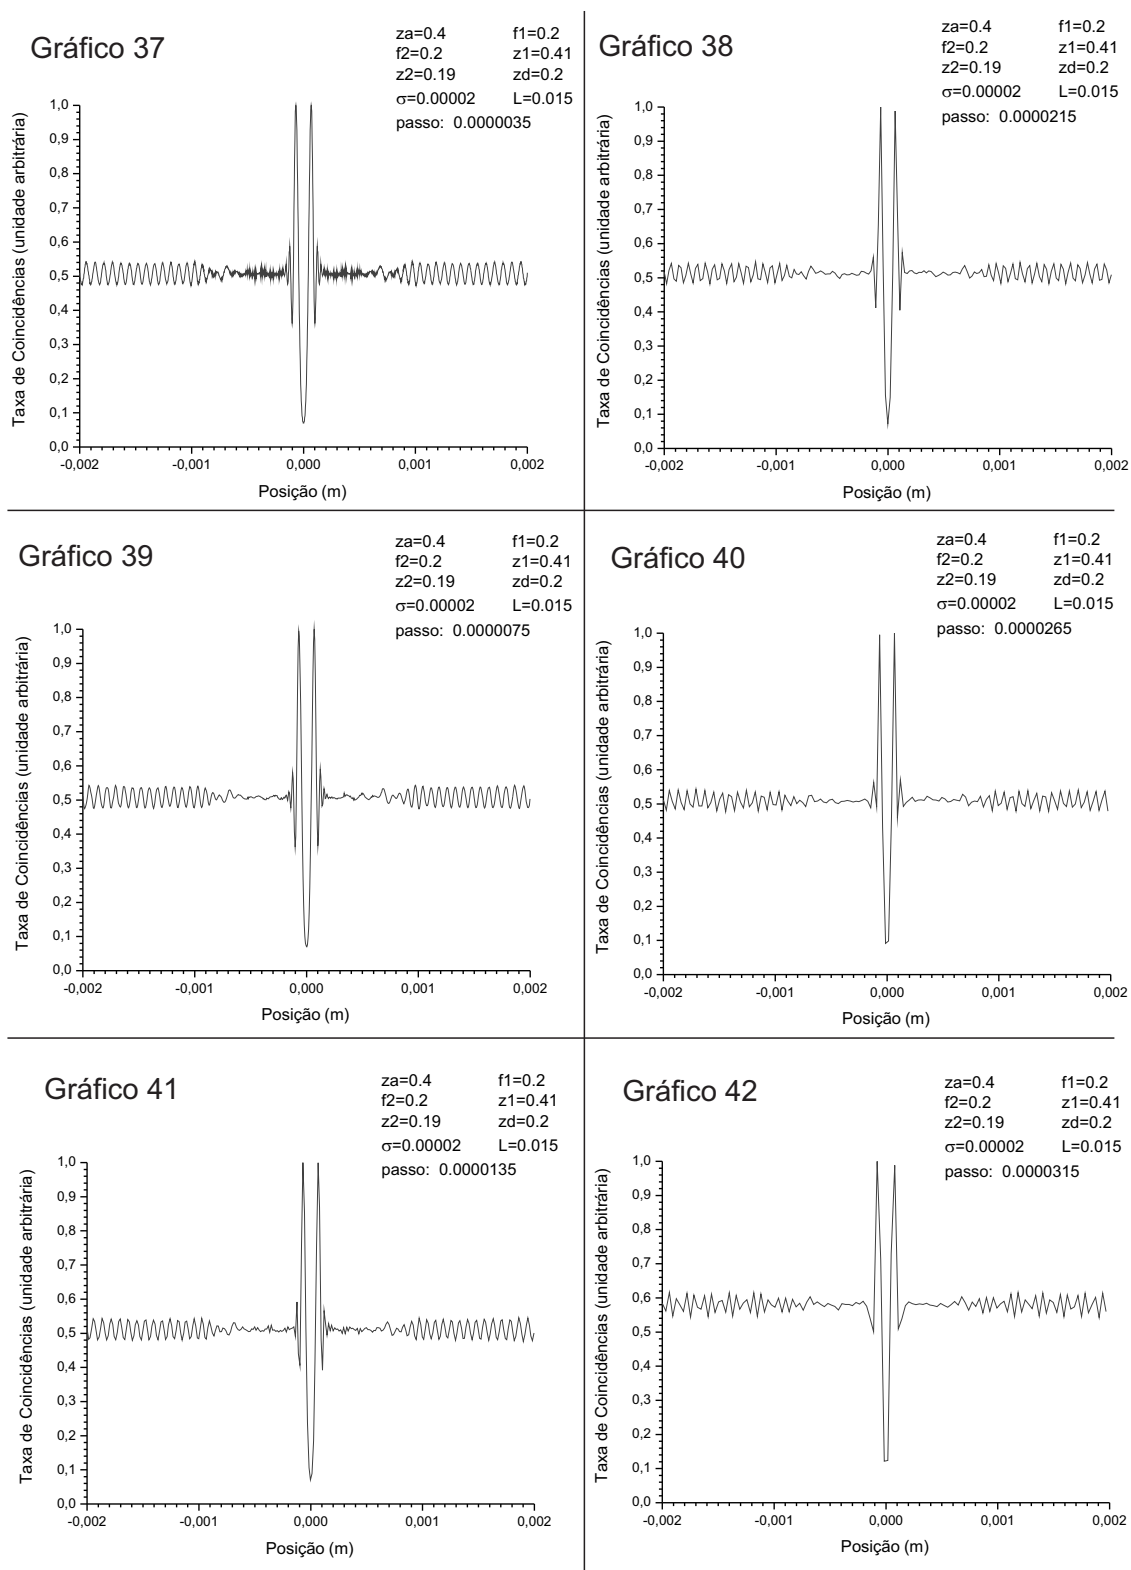 Gráfico 37
za=0.4 f1=0.2
f2=0.2 z1=0.41
z2=0.19 zd=0.2
σ=0.00002 L=0.015
passo: 0.0000035
Taxa de Coincidências (unidade arbitrária)
1,0
0,9
0,8
0,7
0,6
0,5
0,4
0,3
0,2
0,1
0,0
-0,002 -0,001 0,000 0,001 0,002
Posição (m)
Gráfico 38
za=0.4 f1=0.2
f2=0.2 z1=0.41
z2=0.19 zd=0.2
σ=0.00002 L=0.015
passo: 0.0000215
Taxa de Coincidências (unidade arbitrária)
1,0
0,9
0,8
0,7
0,6
0,5
0,4
0,3
0,2
0,1
0,0
-0,002 -0,001 0,000 0,001 0,002
Posição (m)
Gráfico 39
za=0.4 f1=0.2
f2=0.2 z1=0.41
z2=0.19 zd=0.2
σ=0.00002 L=0.015
passo: 0.0000075
Taxa de Coincidências (unidade arbitrária)
1,0
0,9
0,8
0,7
0,6
0,5
0,4
0,3
0,2
0,1
0,0
-0,002 -0,001 0,000 0,001 0,002
Posição (m)
Gráfico 40
za=0.4 f1=0.2
f2=0.2 z1=0.41
z2=0.19 zd=0.2
σ=0.00002 L=0.015
passo: 0.0000265
Taxa de Coincidências (unidade arbitrária)
1,0
0,9
0,8
0,7
0,6
0,5
0,4
0,3
0,2
0,1
0,0
-0,002 -0,001 0,000 0,001 0,002
Posição (m)
Gráfico 41
za=0.4 f1=0.2
f2=0.2 z1=0.41
z2=0.19 zd=0.2
σ=0.00002 L=0.015
passo: 0.0000135
Taxa de Coincidências (unidade arbitrária)
1,0
0,9
0,8
0,7
0,6
0,5
0,4
0,3
0,2
0,1
0,0
-0,002 -0,001 0,000 0,001 0,002
Posição (m)
Gráfico 42
za=0.4 f1=0.2
f2=0.2 z1=0.41
z2=0.19 zd=0.2
σ=0.00002 L=0.015
passo: 0.0000315
Taxa de Coincidências (unidade arbitrária)
1,0
0,9
0,8
0,7
0,6
0,5
0,4
0,3
0,2
0,1
0,0
-0,002 -0,001 0,000 0,001 0,002
Posição (m)